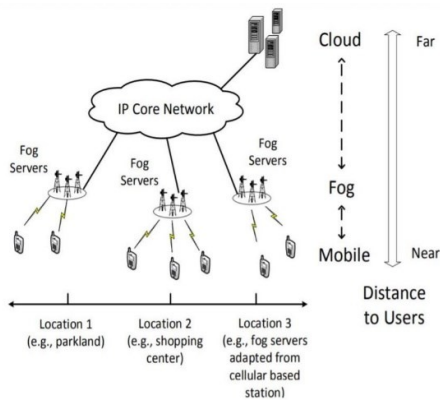 Cloud
Far
IP Core Network
Fog
Servers
Fog
Servers
Fog
Servers
Fog
Mobile
Near
Distance
to Users
Location 1
(e.g., parkland)
Location 2
(e.g., shopping
center)
Location 3
(e.g., fog servers
adapted from
cellular based
station)